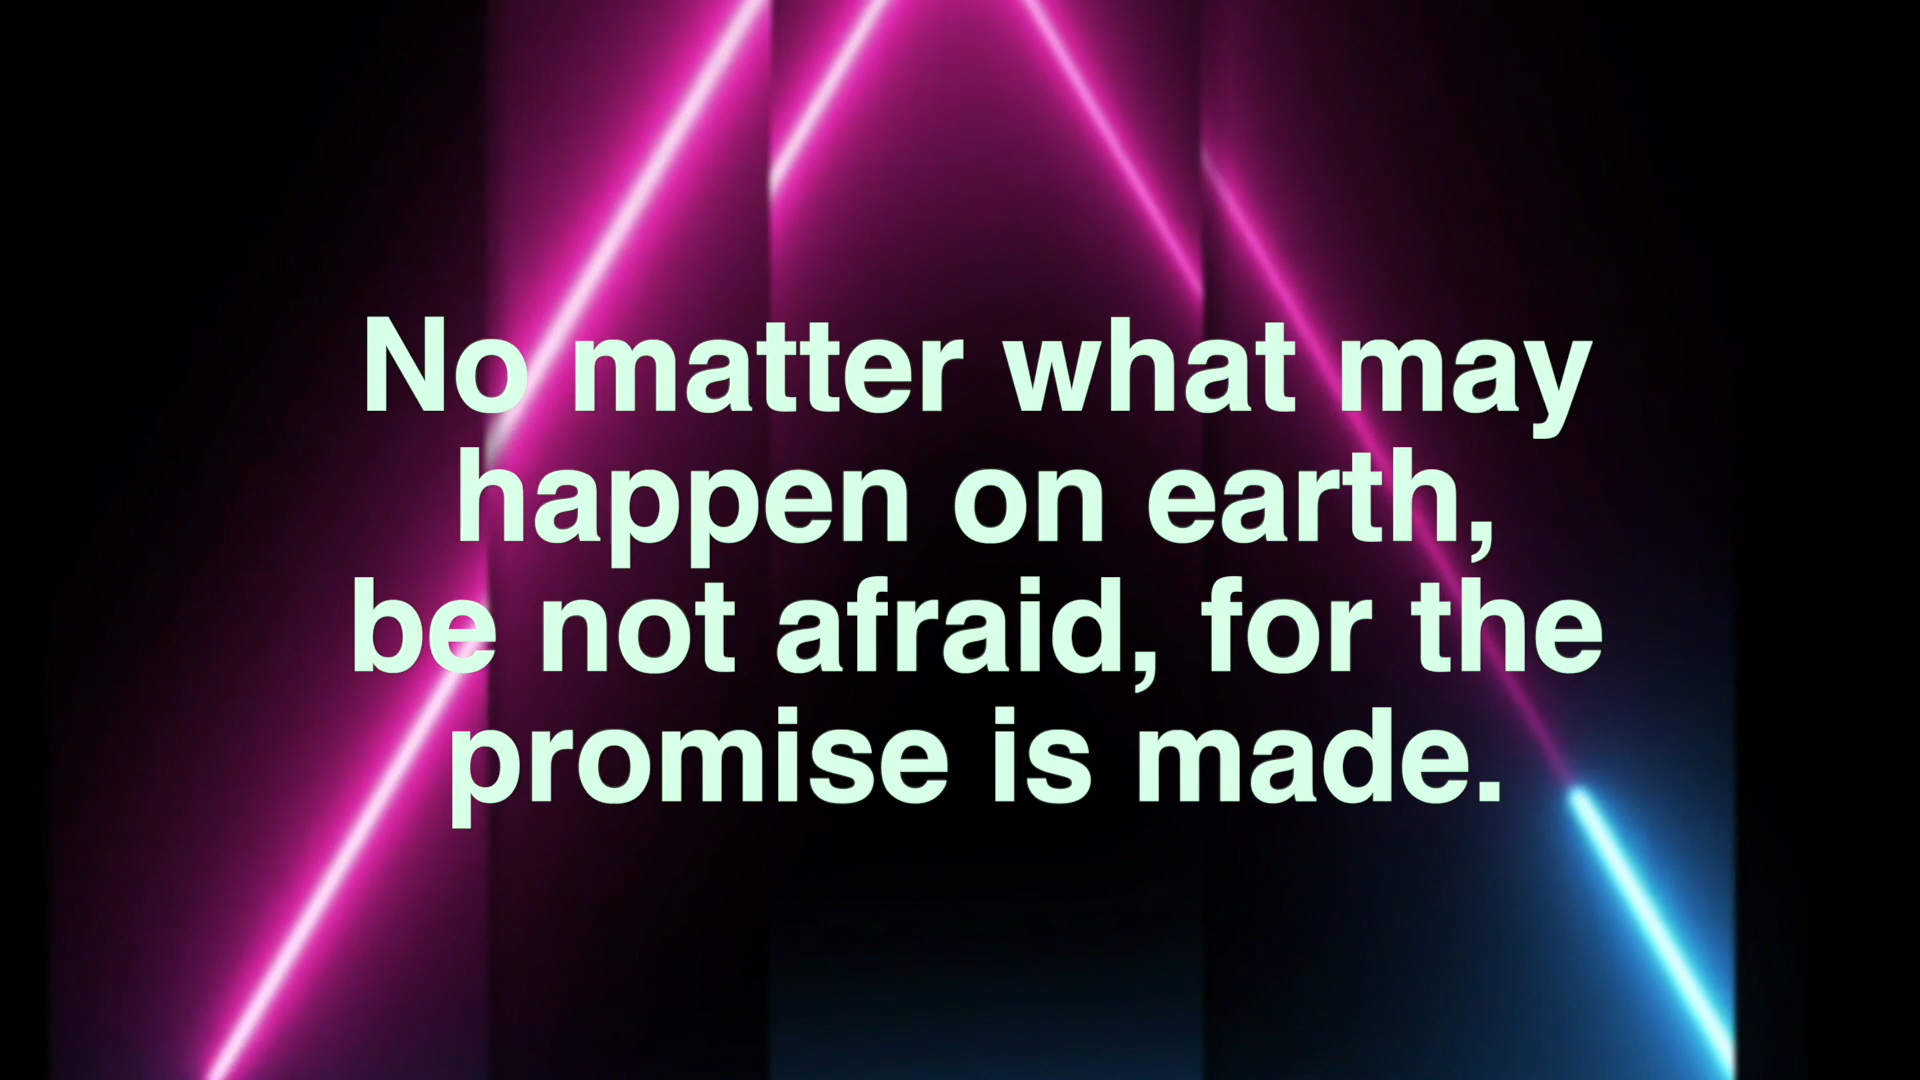 No matter what may
happen on earth,
be not afraid, for the
promise is made.